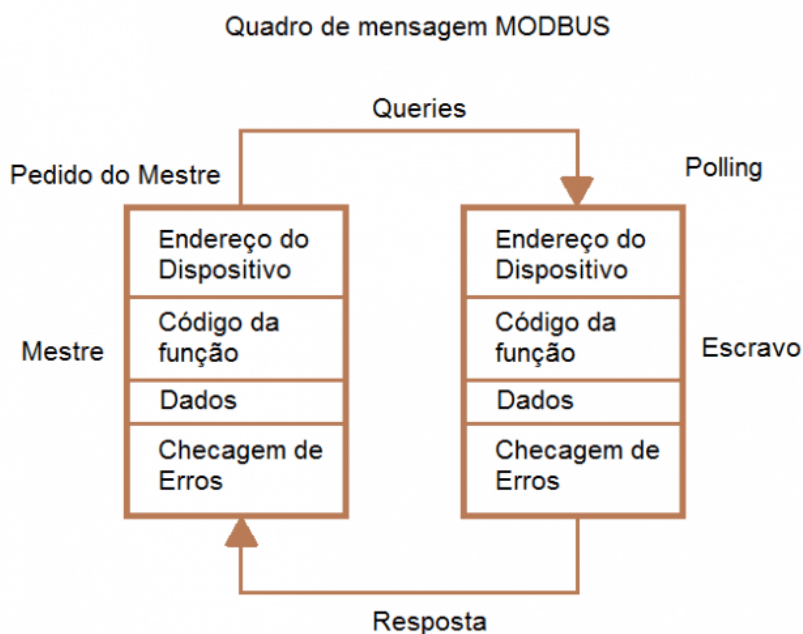 Quadro de mensagem MODBUS
Queries
Pedido do Mestre
Polling
Endereço do
Dispositivo
Código da
função
Dados
Checagem de
Erros
Mestre
Endereço do
Dispositivo
Código da
função
Dados
Checagem de
Erros
Escravo
Resposta